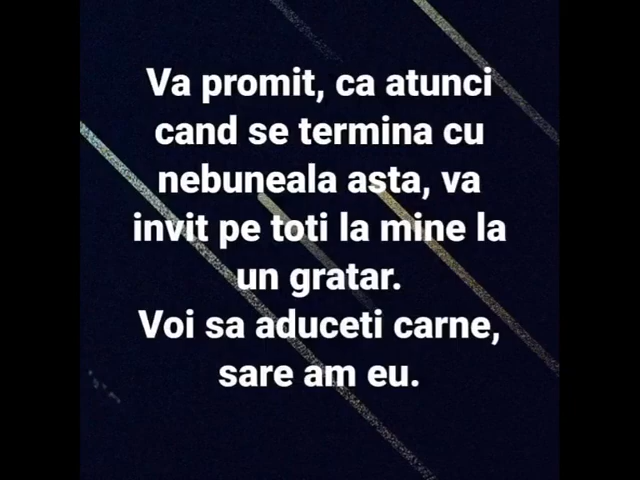 Va promit, ca atunci
cand se termina cu
nebuneala asta, va
invit pe toti la mine la
un gratar.
Voi sa aduceti carne,
sare am eu.